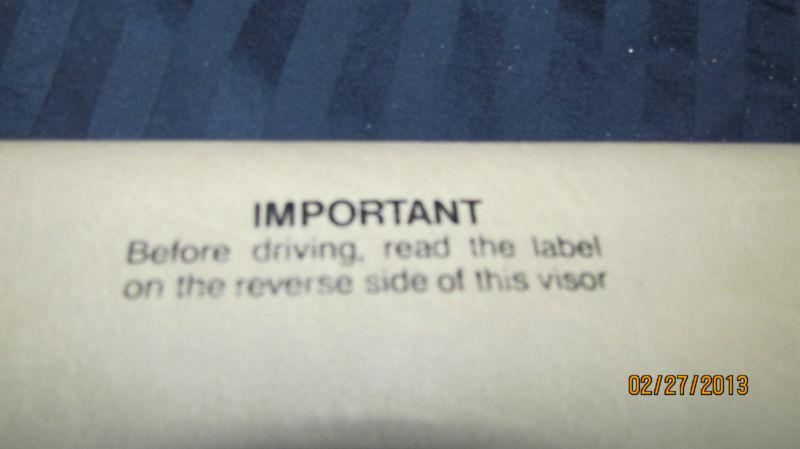 IMPORTANT
Before driving, read the label
on the reverse side of this visor
02/27/2013